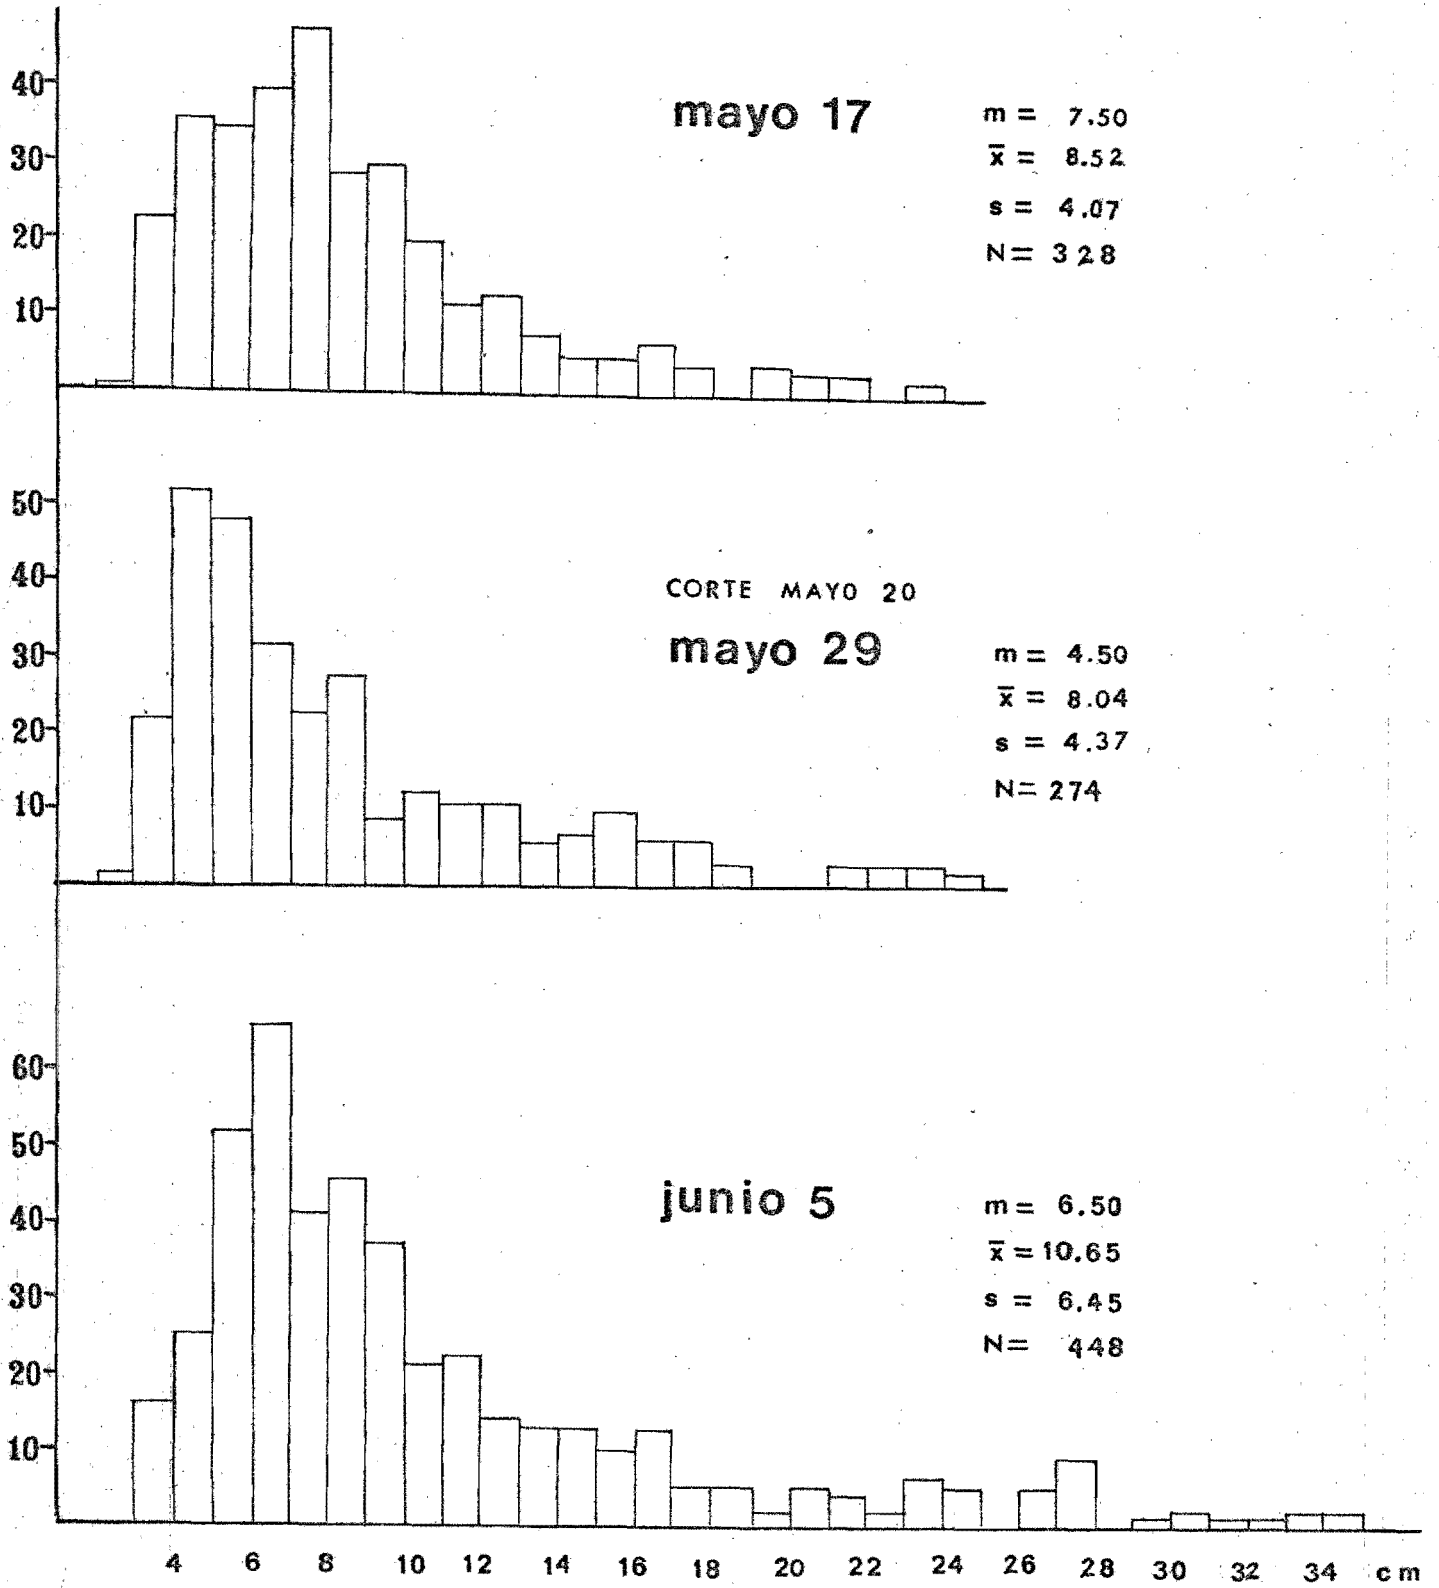 40
30
20
10
mayo 17
m = 7.50
x̄ = 8.52
s = 4.07
N= 328
50
40
30
20
10
CORTE MAYO 20
mayo 29
m = 4.50
x̄ = 8.04
s = 4.37
N= 274
60
50
40
30
20
10
junio 5
m = 6.50
x̄ = 10.65
s = 6.45
N= 448
4 6 8 10 12 14 16 18 20 22 24 26 28 30 32 34 cm